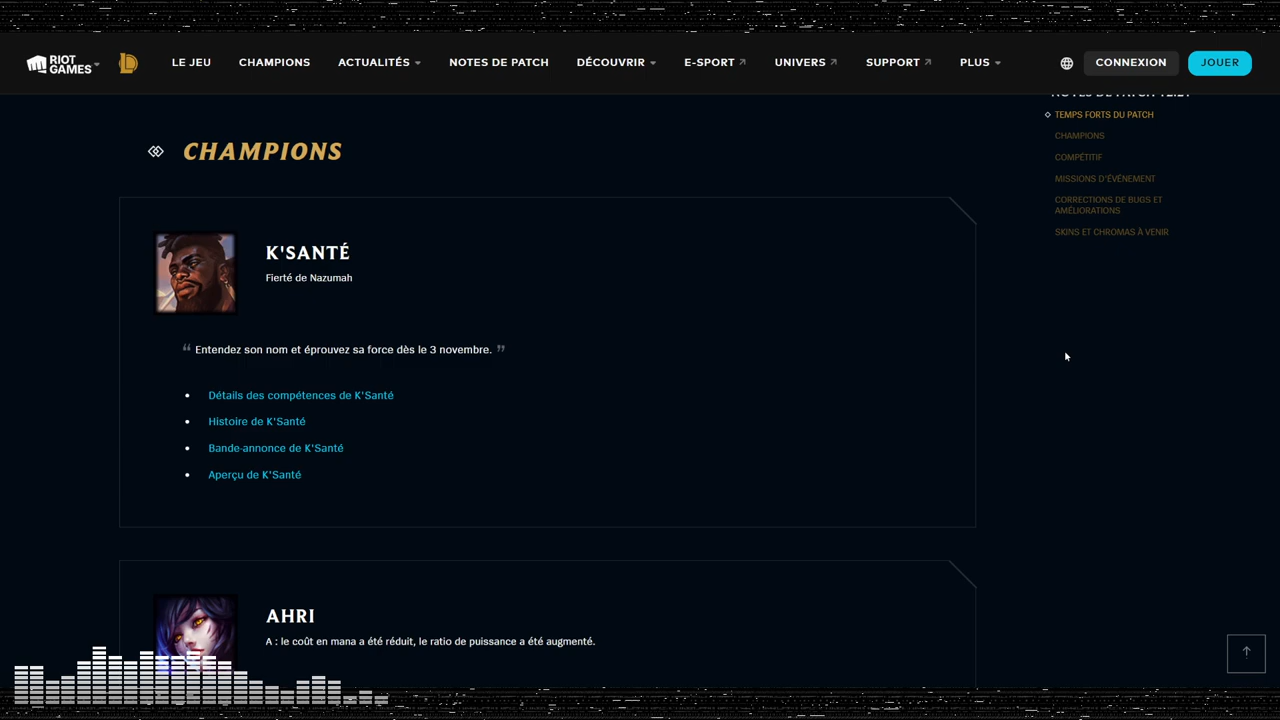 RIOT GAMES
LE JEU
CHAMPIONS
ACTUALITÉS
NOTES DE PATCH
DÉCOUVRIR
E-SPORT
UNIVERS
SUPPORT
PLUS
CONNEXION
JOUER
TEMPS FORTS DU PATCH
CHAMPIONS
COMPÉTITIF
MISSIONS D'ÉVÉNEMENT
CORRECTIONS DE BUGS ET
AMÉLIORATIONS
SKINS ET CHROMAS À VENIR
CHAMPIONS
K'SANTÉ
Fierté de Nazumah
“ Entendez son nom et éprouvez sa force dès le 3 novembre. ”
• Détails des compétences de K'Santé
• Histoire de K'Santé
• Bande-annonce de K'Santé
• Aperçu de K'Santé
AHRI
A : le coût en mana a été réduit, le ratio de puissance a été augmenté.